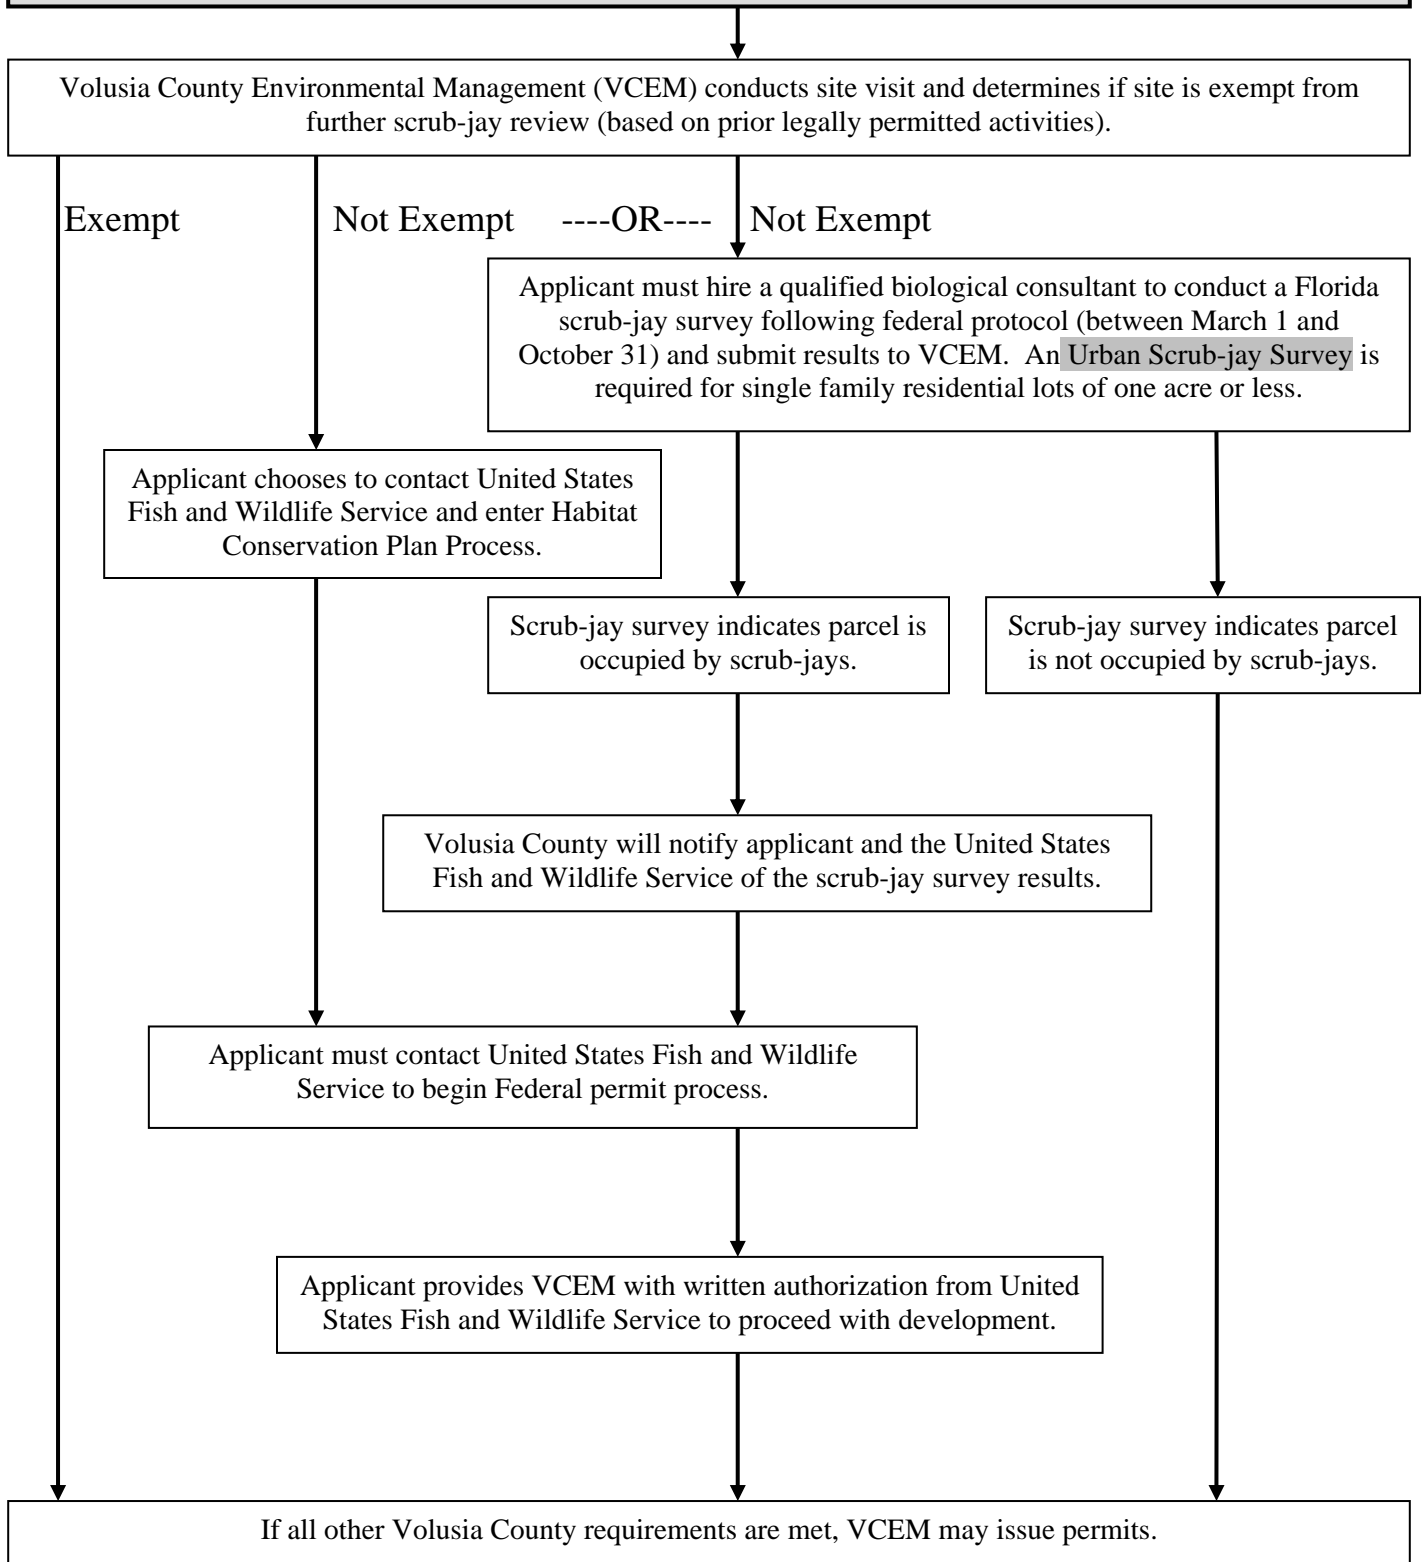 Volusia County Environmental Management (VCEM) conducts site visit and determines if site is exempt from
further scrub-jay review (based on prior legally permitted activities).
Exempt
Not Exempt ----OR---- Not Exempt
Applicant must hire a qualified biological consultant to conduct a Florida
scrub-jay survey following federal protocol (between March 1 and
October 31) and submit results to VCEM. An Urban Scrub-jay Survey is
required for single family residential lots of one acre or less.
Applicant chooses to contact United States
Fish and Wildlife Service and enter Habitat
Conservation Plan Process.
Scrub-jay survey indicates parcel is
occupied by scrub-jays.
Scrub-jay survey indicates parcel
is not occupied by scrub-jays.
Volusia County will notify applicant and the United States
Fish and Wildlife Service of the scrub-jay survey results.
Applicant must contact United States Fish and Wildlife
Service to begin Federal permit process.
Applicant provides VCEM with written authorization from United
States Fish and Wildlife Service to proceed with development.
If all other Volusia County requirements are met, VCEM may issue permits.